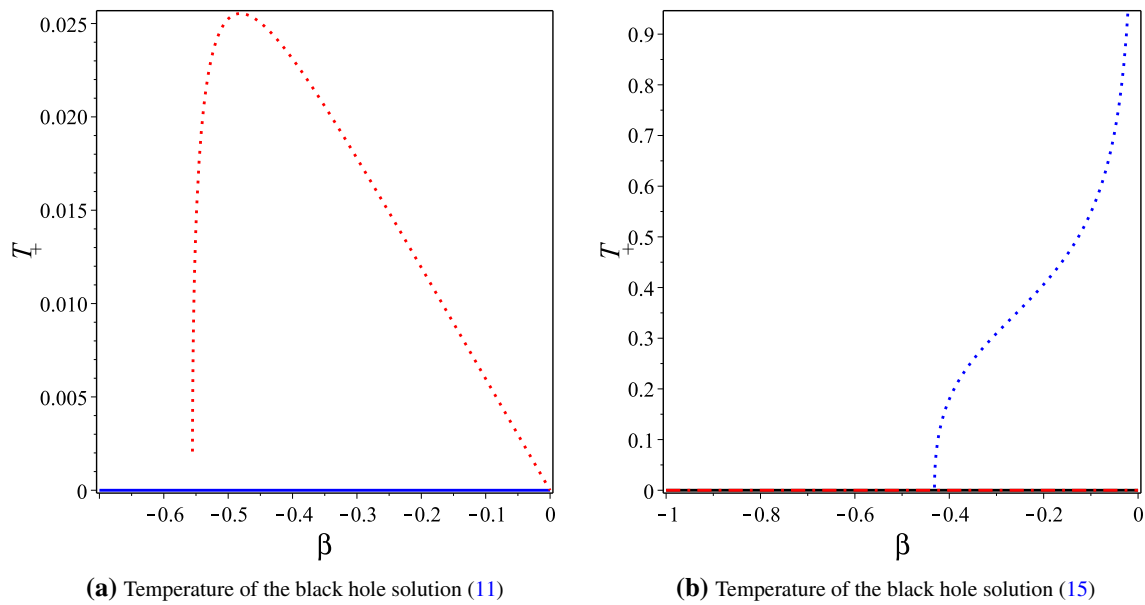 0.025
0.020
0.015
0.010
0.005
0
T+
−0.6 −0.5 −0.4 −0.3 −0.2 −0.1 0
β
(a) Temperature of the black hole solution (11)
0.9
0.8
0.7
0.6
0.5
0.4
0.3
0.2
0.1
0
T+
−1 −0.8 −0.6 −0.4 −0.2 0
β
(b) Temperature of the black hole solution (15)